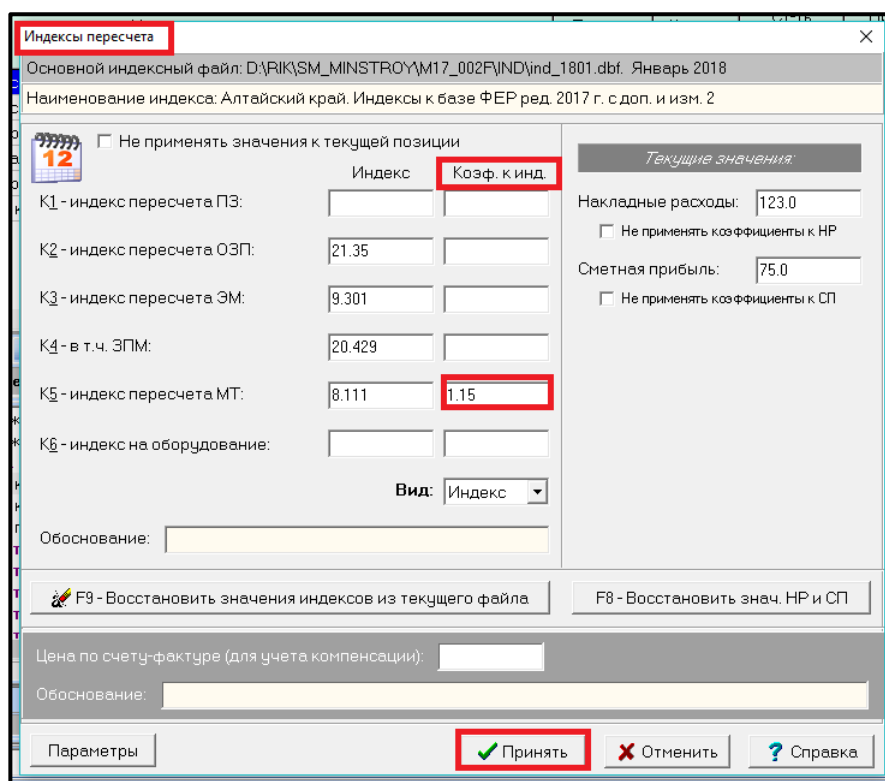 Индексы пересчета
Основной индексный файл: D:\RIK\SM_MINSTROY\M17_002F\IND\ind_1801.dbf. Январь 2018
Наименование индекса: Алтайский край. Индексы к базе ФЕР ред. 2017 г. с доп. и изм. 2
12
Не применять значения к текущей позиции
Индекс Коэф. к инд.
К1 - индекс пересчета ПЗ:
К2 - индекс пересчета ОЗП: 21.35
К3 - индекс пересчета ЭМ: 9.301
К4 - в т.ч. ЗПМ: 20.429
К5 - индекс пересчета МТ: 8.111 1.15
К6 - индекс на оборудование:
Вид: Индекс
Обоснование:
Текущие значения:
Накладные расходы: 123.0
Не применять коэффициенты к НР
Сметная прибыль: 75.0
Не применять коэффициенты к СП
F9 - Восстановить значения индексов из текущего файла
F8 - Восстановить знач. НР и СП
Цена по счету-фактуре (для учета компенсации):
Обоснование:
Параметры
Принять
Отменить
? Справка